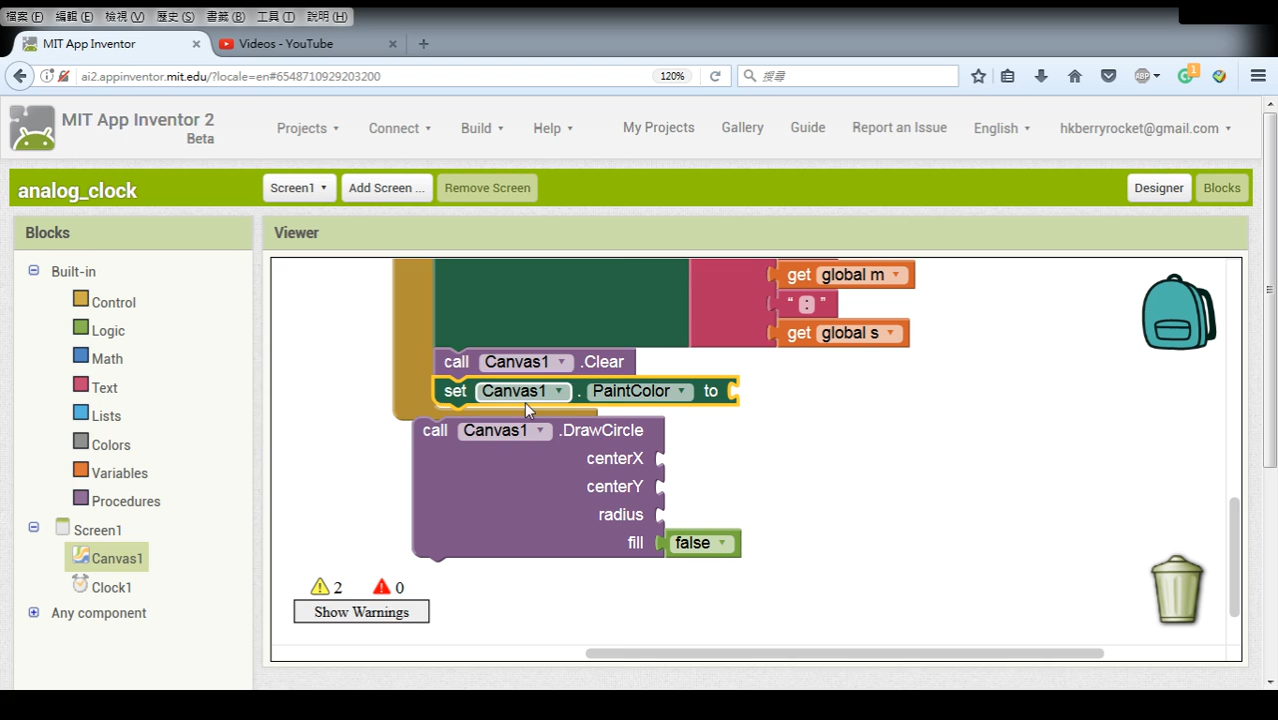 檔案(F) 編輯(E) 檢視(V) 歷史(S) 書籤(B) 工具(T) 說明(H)
MIT App Inventor × Videos - YouTube × +
ai2.appinventor.mit.edu/?locale=en#6548710929203200 120% 搜尋 ABP 1
MIT App Inventor 2
Beta
Projects Connect Build Help My Projects Gallery Guide Report an Issue English hkberryrocket@gmail.com
analog_clock Screen1 Add Screen ... Remove Screen Designer Blocks
Blocks Viewer
Built-in
Control
Logic
Math
Text
Lists
Colors
Variables
Procedures
Screen1
Canvas1
Clock1
Any component
get global m
“ : ”
get global s
call Canvas1 .Clear
set Canvas1 . PaintColor to
call Canvas1 .DrawCircle
centerX
centerY
radius
fill false
2 0
Show Warnings